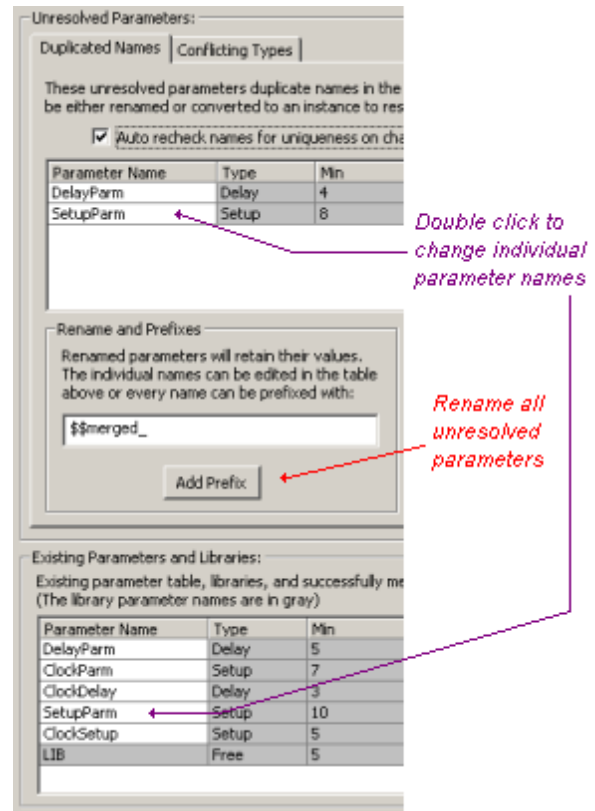 Unresolved Parameters:
Duplicated Names
Conflicting Types
These unresolved parameters duplicate names in the
be either renamed or converted to an instance to res
Auto recheck names for uniqueness on cha
Parameter Name Type Min
DelayParm Delay 4
SetupParm Setup 8
Double click to
change individual
parameter names
Rename and Prefixes
Renamed parameters will retain their values.
The individual names can be edited in the table
above or every name can be prefixed with:
$$merged_
Add Prefix
Rename all
unresolved
parameters
Existing Parameters and Libraries:
Existing parameter table, libraries, and successfully me
(The library parameter names are in gray)
Parameter Name Type Min
DelayParm Delay 5
ClockParm Setup 7
ClockDelay Delay 3
SetupParm Setup 10
ClockSetup Setup 5
LIB Free 5